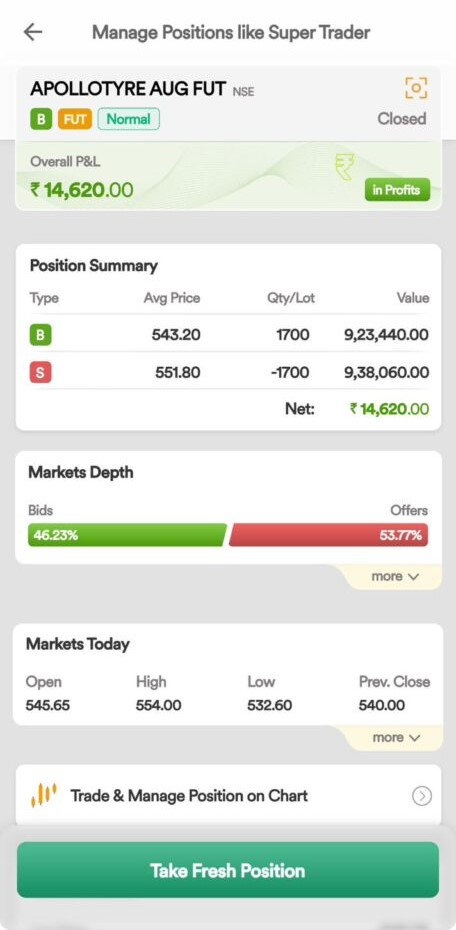 Manage Positions like Super Trader
APOLLOTYRE AUG FUT NSE
B FUT Normal Closed
Overall P&L
₹ 14,620.00 in Profits
Position Summary
Type Avg Price Qty/Lot Value
B 543.20 1700 9,23,440.00
S 551.80 -1700 9,38,060.00
Net: ₹ 14,620.00
Markets Depth
Bids Offers
46.23% 53.77%
more
Markets Today
Open High Low Prev. Close
545.65 554.00 532.60 540.00
more
Trade & Manage Position on Chart
Take Fresh Position